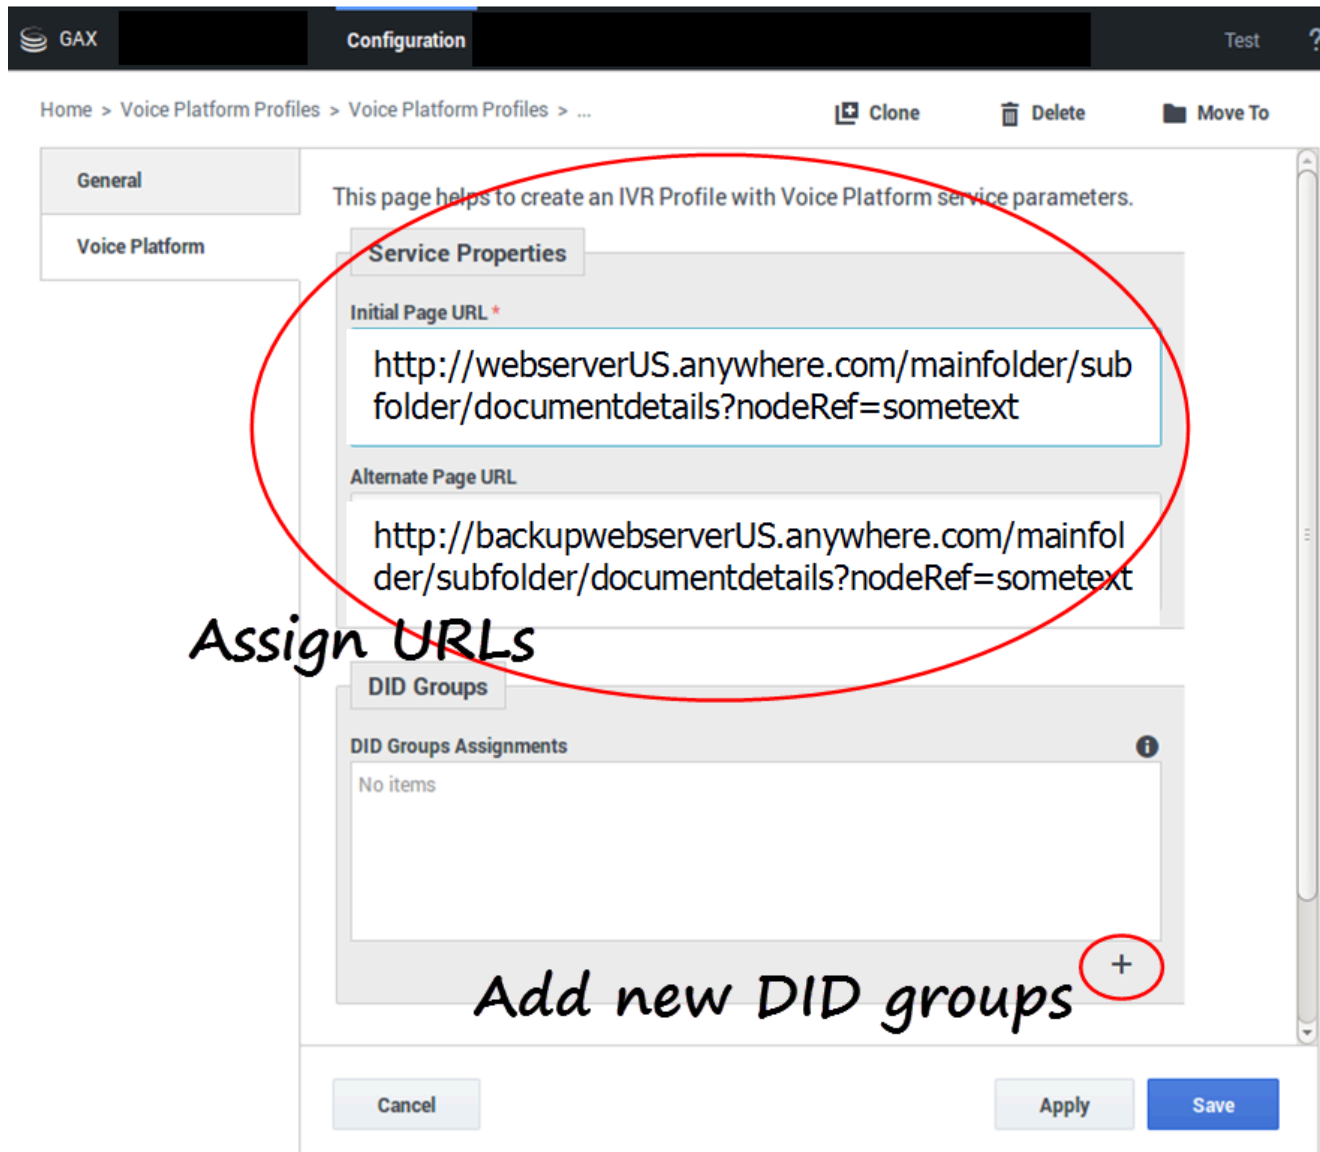 GAX Configuration Test ?
Home > Voice Platform Profiles > Voice Platform Profiles > ... Clone Delete Move To
General
Voice Platform
This page helps to create an IVR Profile with Voice Platform service parameters.
Service Properties
Initial Page URL *
http://webserverUS.anywhere.com/mainfolder/sub
folder/documentdetails?nodeRef=sometext
Alternate Page URL
http://backupwebserverUS.anywhere.com/mainfol
der/subfolder/documentdetails?nodeRef=sometext
Assign URLs
DID Groups
DID Groups Assignments
No items
+
Add new DID groups
Cancel Apply Save